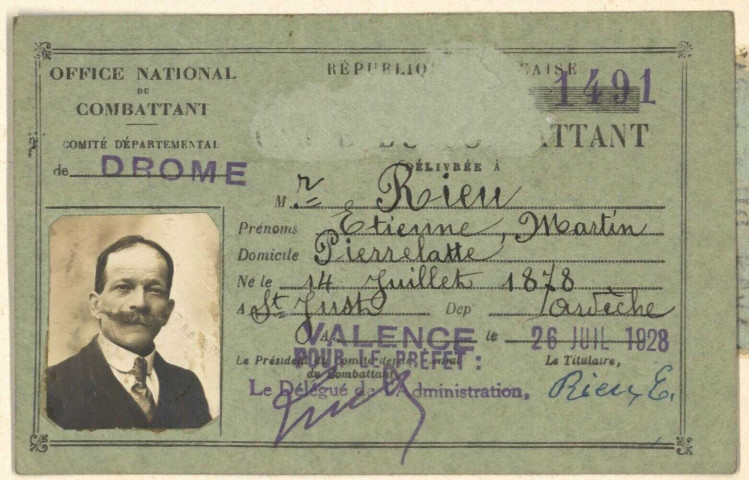 OFFICE NATIONAL
DU
COMBATTANT
COMITÉ DÉPARTEMENTAL
de DROME
RÉPUBLIQ CAISE
1491
ATTANT
DÉLIVRÉE À
M. r Rieu
Prénoms Etienne, Martin
Domicile Pierrelatte
Né le 14 Juillet 1878
A St Just Dep Ardèche
A VALENCE le 26 JUIL 1928
POUR LE PRÉFET :
Le Président du Comité dep
du Combattant
Le Titulaire,
Le Délégué de l'Administration,
Rieu E.